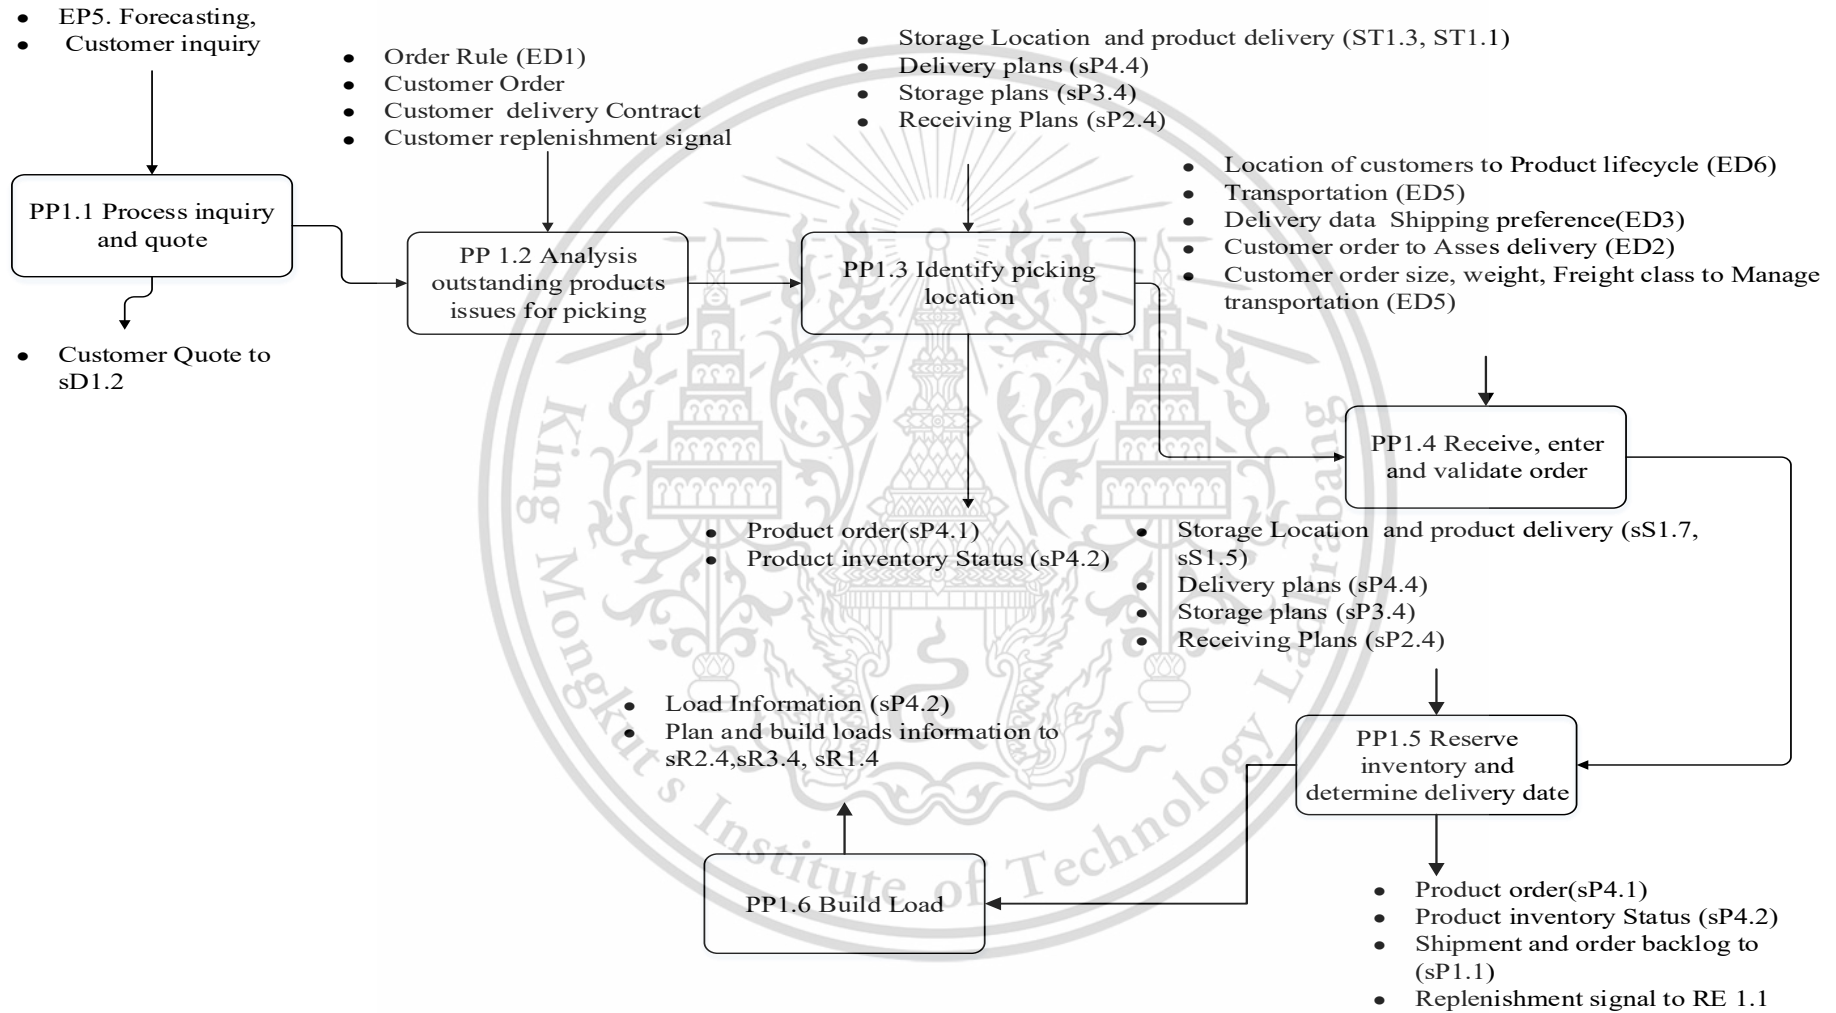 • EP5. Forecasting,
• Customer inquiry
• Order Rule (ED1)
• Customer Order
• Customer delivery Contract
• Customer replenishment signal
• Storage Location and product delivery (ST1.3, ST1.1)
• Delivery plans (sP4.4)
• Storage plans (sP3.4)
• Receiving Plans (sP2.4)
• Location of customers to Product lifecycle (ED6)
• Transportation (ED5)
• Delivery data Shipping preference(ED3)
• Customer order to Asses delivery (ED2)
• Customer order size, weight, Freight class to Manage
transportation (ED5)
PP1.1 Process inquiry
and quote
PP 1.2 Analysis
outstanding products
issues for picking
PP1.3 Identify picking
location
• Customer Quote to
sD1.2
PP1.4 Receive, enter
and validate order
• Product order(sP4.1)
• Product inventory Status (sP4.2)
• Storage Location and product delivery (sS1.7,
sS1.5)
• Delivery plans (sP4.4)
• Storage plans (sP3.4)
• Receiving Plans (sP2.4)
• Load Information (sP4.2)
• Plan and build loads information to
sR2.4,sR3.4, sR1.4
PP1.5 Reserve
inventory and
determine delivery date
PP1.6 Build Load
• Product order(sP4.1)
• Product inventory Status (sP4.2)
• Shipment and order backlog to
(sP1.1)
• Replenishment signal to RE 1.1
King Mongkut's Institute of Technology Ladkrabang